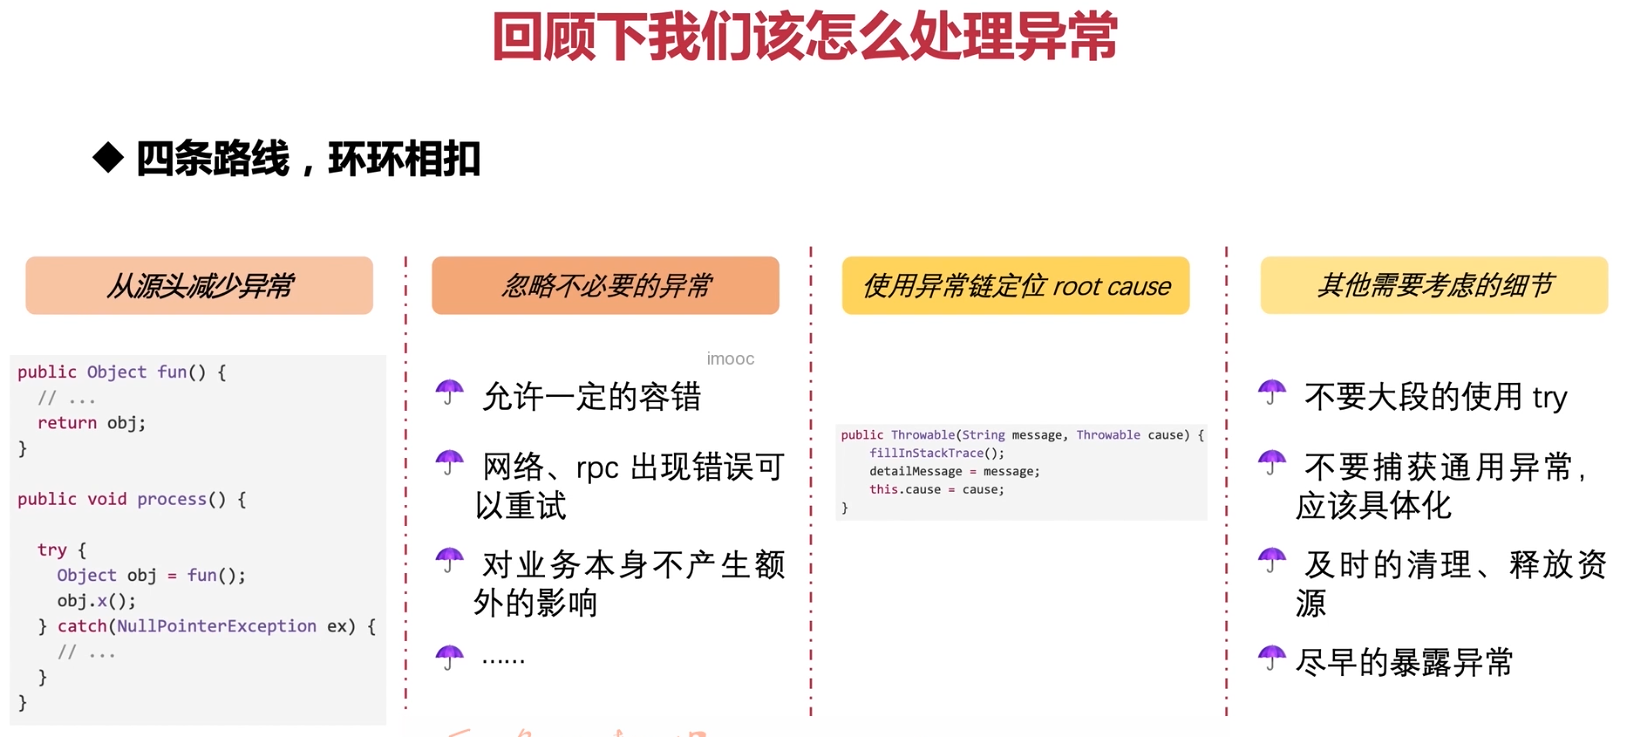 回顾下我们该怎么处理异常
◆ 四条路线，环环相扣
从源头减少异常
public Object fun() {
  // ...
  return obj;
}
public void process() {
  try {
    Object obj = fun();
    obj.x();
  } catch(NullPointerException ex) {
    // ...
  }
}
忽略不必要的异常
imooc
允许一定的容错
网络、rpc 出现错误可
以重试
对业务本身不产生额
外的影响
······
使用异常链定位 root cause
public Throwable(String message, Throwable cause) {
    fillInStackTrace();
    detailMessage = message;
    this.cause = cause;
}
其他需要考虑的细节
不要大段的使用 try
不要捕获通用异常，
应该具体化
及时的清理、释放资
源
尽早的暴露异常